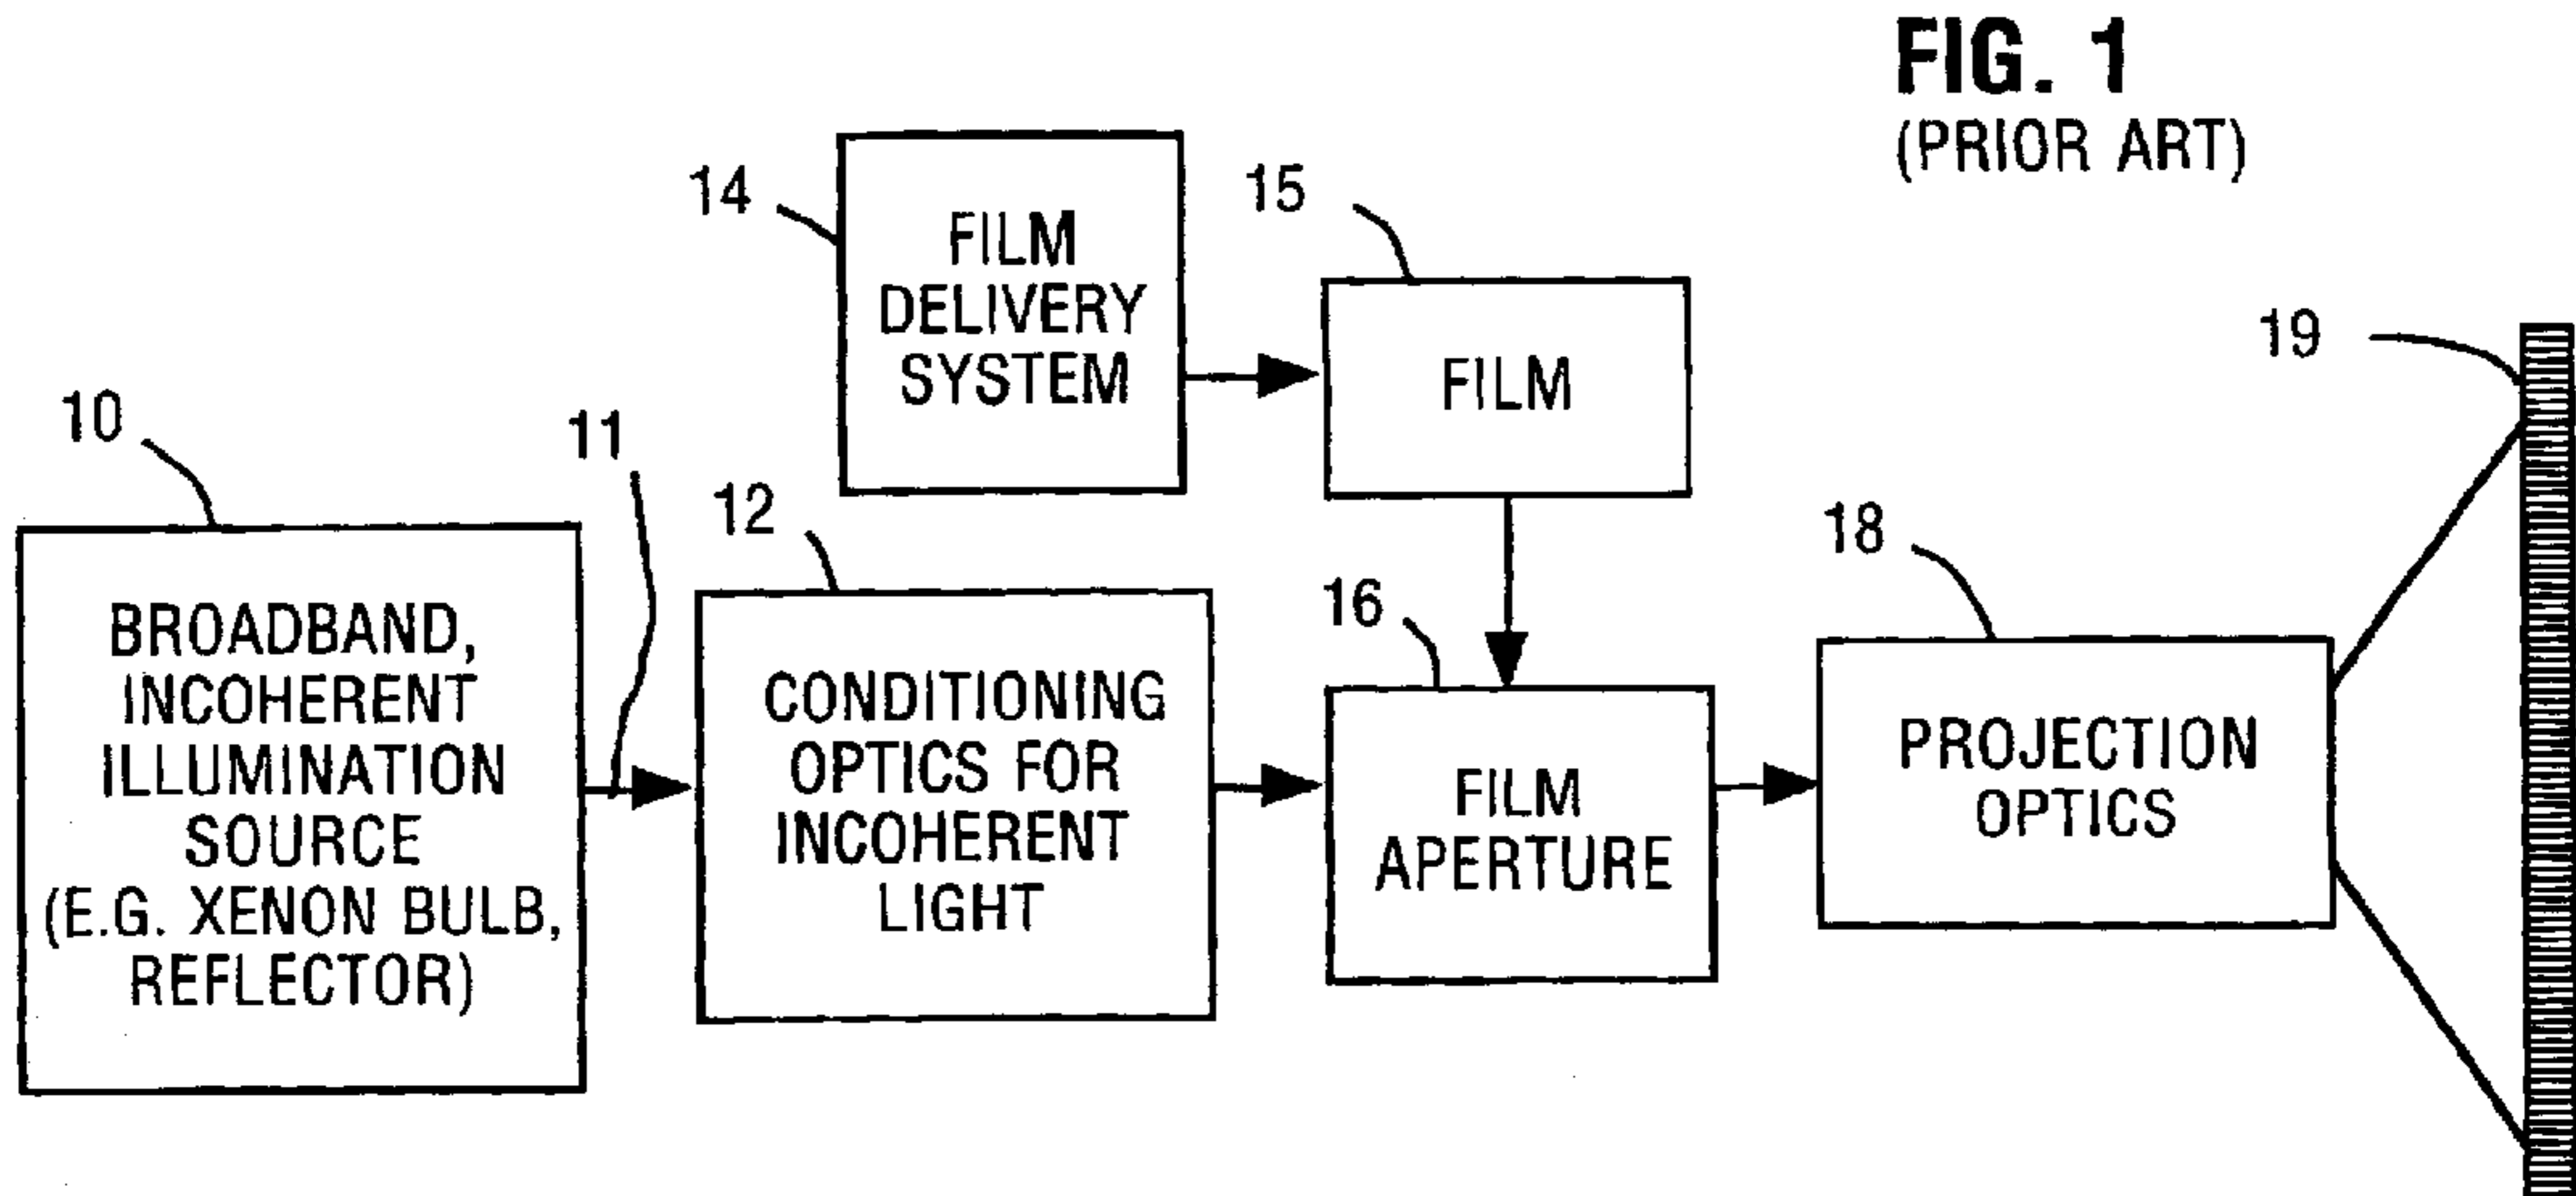 FIG. 1
(PRIOR ART)
14
FILM
DELIVERY
SYSTEM
15
FILM
19
10
BROADBAND,
INCOHERENT
ILLUMINATION
SOURCE
(E.G. XENON BULB,
REFLECTOR)
11
12
CONDITIONING
OPTICS FOR
INCOHERENT
LIGHT
16
FILM
APERTURE
18
PROJECTION
OPTICS